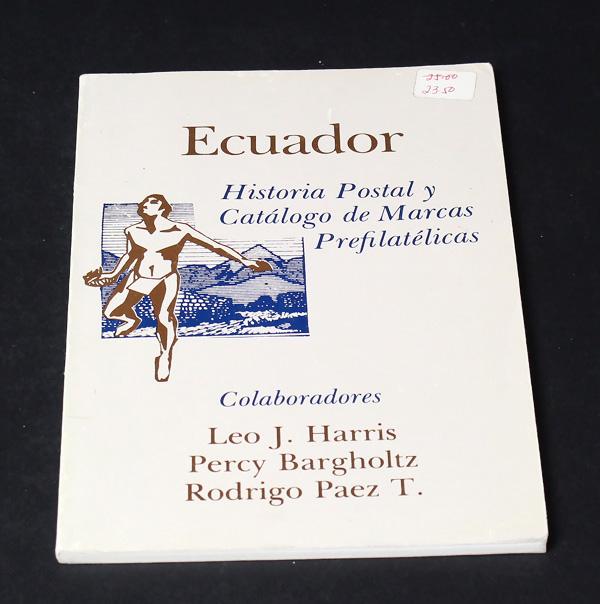 25.00
23.50
Ecuador
Historia Postal y
Catálogo de Marcas
Prefilatélicas
Colaboradores
Leo J. Harris
Percy Bargholtz
Rodrigo Paez T.